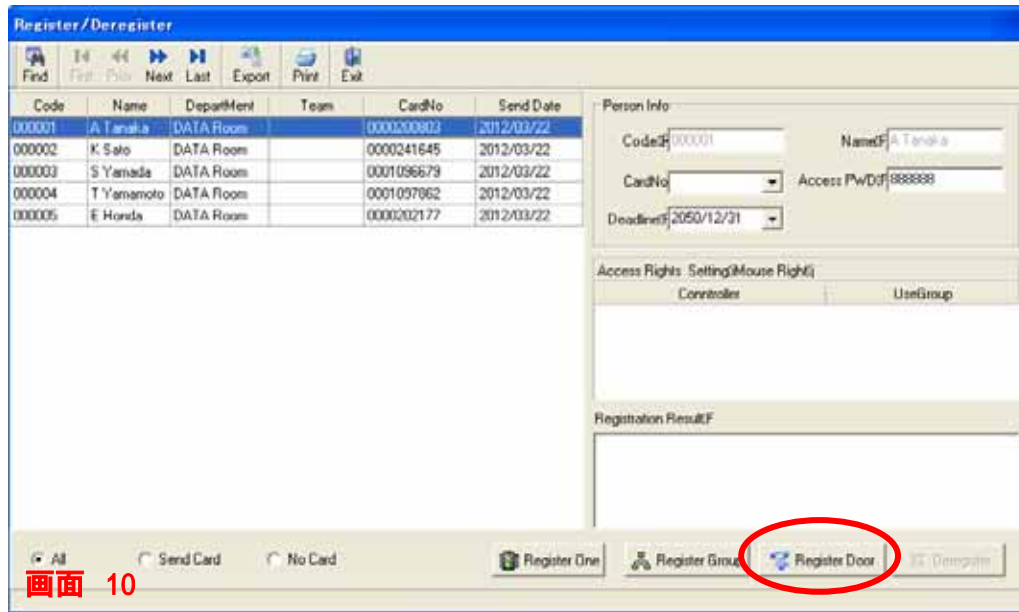 Register/Deregister
Find First Prev Next Last Export Print Exit
Code Name DepartMent Team CardNo Send Date
000001 A Tanaka DATA Room 0000200803 2012/03/22
000002 K Sato DATA Room 0000241645 2012/03/22
000003 S Yamada DATA Room 0001096679 2012/03/22
000004 T Yamamoto DATA Room 0001097862 2012/03/22
000005 E Honda DATA Room 0000202177 2012/03/22
Person Info
Code:F 000001 Name:F A Tanaka
CardNo Access PWD:F 888888
Deadline:F 2050/12/31
Access Rights Setting(Mouse Right)
Conntroller UseGroup
Registration Result:F
All Send Card No Card Register One Register Group Register Door Deregister
画面 10